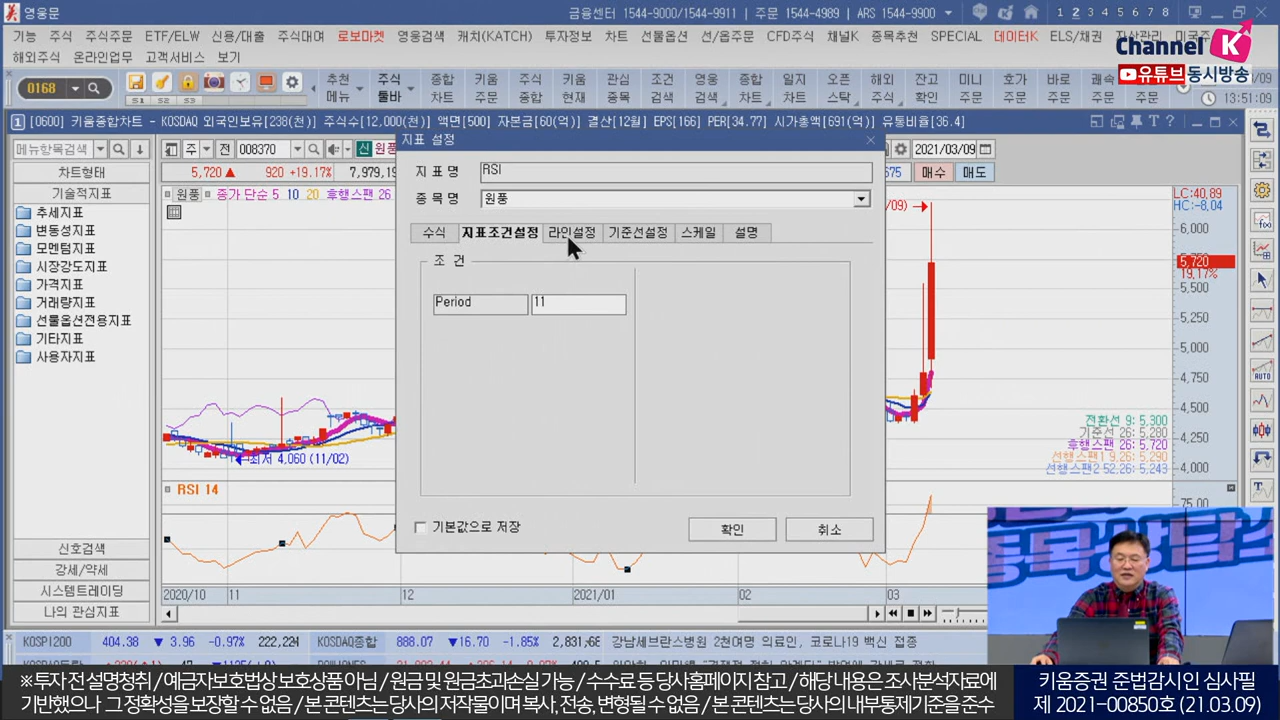 영웅문
금융센터 1544-9000/1544-9911 | 주문 1544-4989 | ARS 1544-9900
1 2 3 4 5 6 7 8
기능 주식 주식주문 ETF/ELW 신용/대출 주식대여 로보마켓 영웅검색 캐치(KATCH) 투자정보 차트 선물옵션 선/옵주문 CFD주식 채널K 종목추천 SPECIAL 데이터K ELS/채권 자산관리
해외주식 온라인업무 고객서비스 보기
Channel K
유튜브 동시방송
0168
S1 S2 S3
추천 메뉴
주식 툴바
종합 차트
키움 주문
주식 종합
키움 현재
관심 종목
조건 검색
영웅 검색
종합 차트
일지 차트
오픈 스탁
해외 주식
잔고 확인
미니 주문
호가 주문
바로 주문
쾌속 주문
13:51:09
1 [0600] 키움종합차트 - KOSDAQ 외국인보유[238(천)] 주식수[12,000(천)] 액면[500] 자본금[60(억)] 결산[12월] EPS[166] PER[34.77] 시가총액[691(억)] 유통비율[36.4]
메뉴항목검색
주 전 008370 신 원풍
2021/03/09
5,720 ▲ 920 +19.17% 7,979,19
매수 매도
차트형태
기술적지표
추세지표
변동성지표
모멘텀지표
시장강도지표
가격지표
거래량지표
선물옵션전용지표
기타지표
사용자지표
신호검색
강세/약세
시스템트레이딩
나의 관심지표
원풍 종가 단순 5 10 20 후행스팬 26
최저 4,060 (11/02)
RSI 14
지표 설정
지 표 명 RSI
종 목 명 원풍
수식 지표조건설정 라인설정 기준선설정 스케일 설명
조 건
Period 11
기본값으로 저장
확인 취소
LC:40,89
HC:-8,04
6,000
5,720
19,17%
5,250
5,000
4,750
4,500
4,250
4,000
75.00
전환선 9: 5,300
기준선 26: 5,280
후행스팬 26: 5,720
선행스팬1 9,26: 5,290
선행스팬2 52,26: 5,243
AUTO
2020/10 11 12 2021/01 02 03
KOSPI200 404.38 ▼ 3.96 -0.97% 222,224 KOSDAQ종합 888.07 ▼16.70 -1.85% 강남세브란스병원 2천여명 의료인, 코로나19 백신 접종
※ 투자 전 설명청취 / 예금자보호법상 보호상품 아님 / 원금 및 원금초과손실 가능 / 수수료 등 당사홈페이지 참고 / 해당 내용은 조사분석자료에
기반했으나 그 정확성을 보장할 수 없음 / 본 콘텐츠는 당사의 저작물이며 복사, 전송, 변형될 수 없음 / 본 콘텐츠는 당사의 내부통제기준을 준수
키움증권 준법감시인 심사필
제 2021-00850호 (21.03.09)